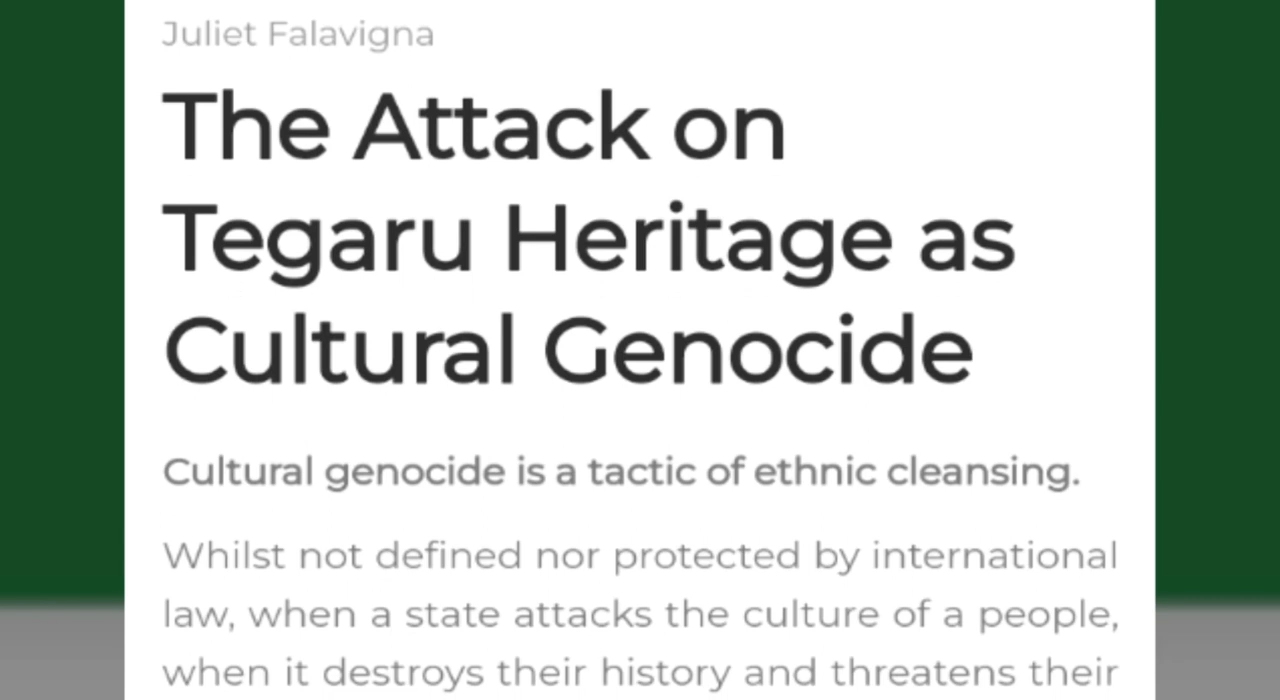 Juliet Falavigna
The Attack on
Tegaru Heritage as
Cultural Genocide
Cultural genocide is a tactic of ethnic cleansing.
Whilst not defined nor protected by international
law, when a state attacks the culture of a people,
when it destroys their history and threatens their